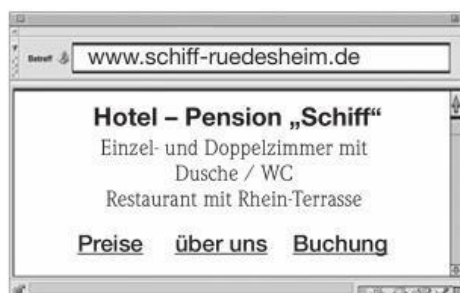 Betreff www.schiff-ruedesheim.de
Hotel – Pension „Schiff“
Einzel- und Doppelzimmer mit
Dusche / WC
Restaurant mit Rhein-Terrasse
Preise über uns Buchung